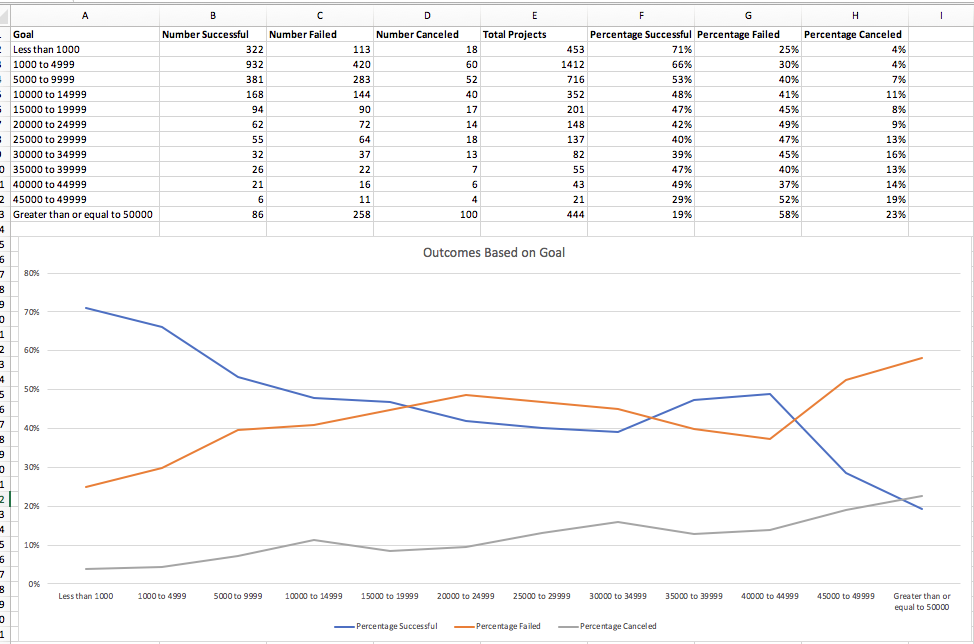 A B C D E F G H I
Goal Number Successful Number Failed Number Canceled Total Projects Percentage Successful Percentage Failed Percentage Canceled
Less than 1000 322 113 18 453 71% 25% 4%
1000 to 4999 932 420 60 1412 66% 30% 4%
5000 to 9999 381 283 52 716 53% 40% 7%
10000 to 14999 168 144 40 352 48% 41% 11%
15000 to 19999 94 90 17 201 47% 45% 8%
20000 to 24999 62 72 14 148 42% 49% 9%
25000 to 29999 55 64 18 137 40% 47% 13%
30000 to 34999 32 37 13 82 39% 45% 16%
35000 to 39999 26 22 7 55 47% 40% 13%
40000 to 44999 21 16 6 43 49% 37% 14%
45000 to 49999 6 11 4 21 29% 52% 19%
Greater than or equal to 50000 86 258 100 444 19% 58% 23%
Outcomes Based on Goal
80%
70%
60%
50%
40%
30%
20%
10%
0%
Less than 1000 1000 to 4999 5000 to 9999 10000 to 14999 15000 to 19999 20000 to 24999 25000 to 29999 30000 to 34999 35000 to 39999 40000 to 44999 45000 to 49999 Greater than or
equal to 50000
Percentage Successful Percentage Failed Percentage Canceled